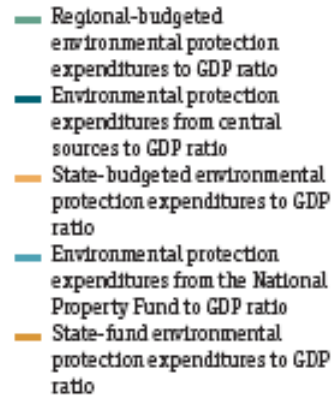 Regional-budgeted
environmental protection
expenditures to GDP ratio
Environmental protection
expenditures from central
sources to GDP ratio
State-budgeted environmental
protection expenditures to GDP
ratio
Environmental protection
expenditures from the National
Property Fund to GDP ratio
State-fund environmental
protection expenditures to GDP
ratio